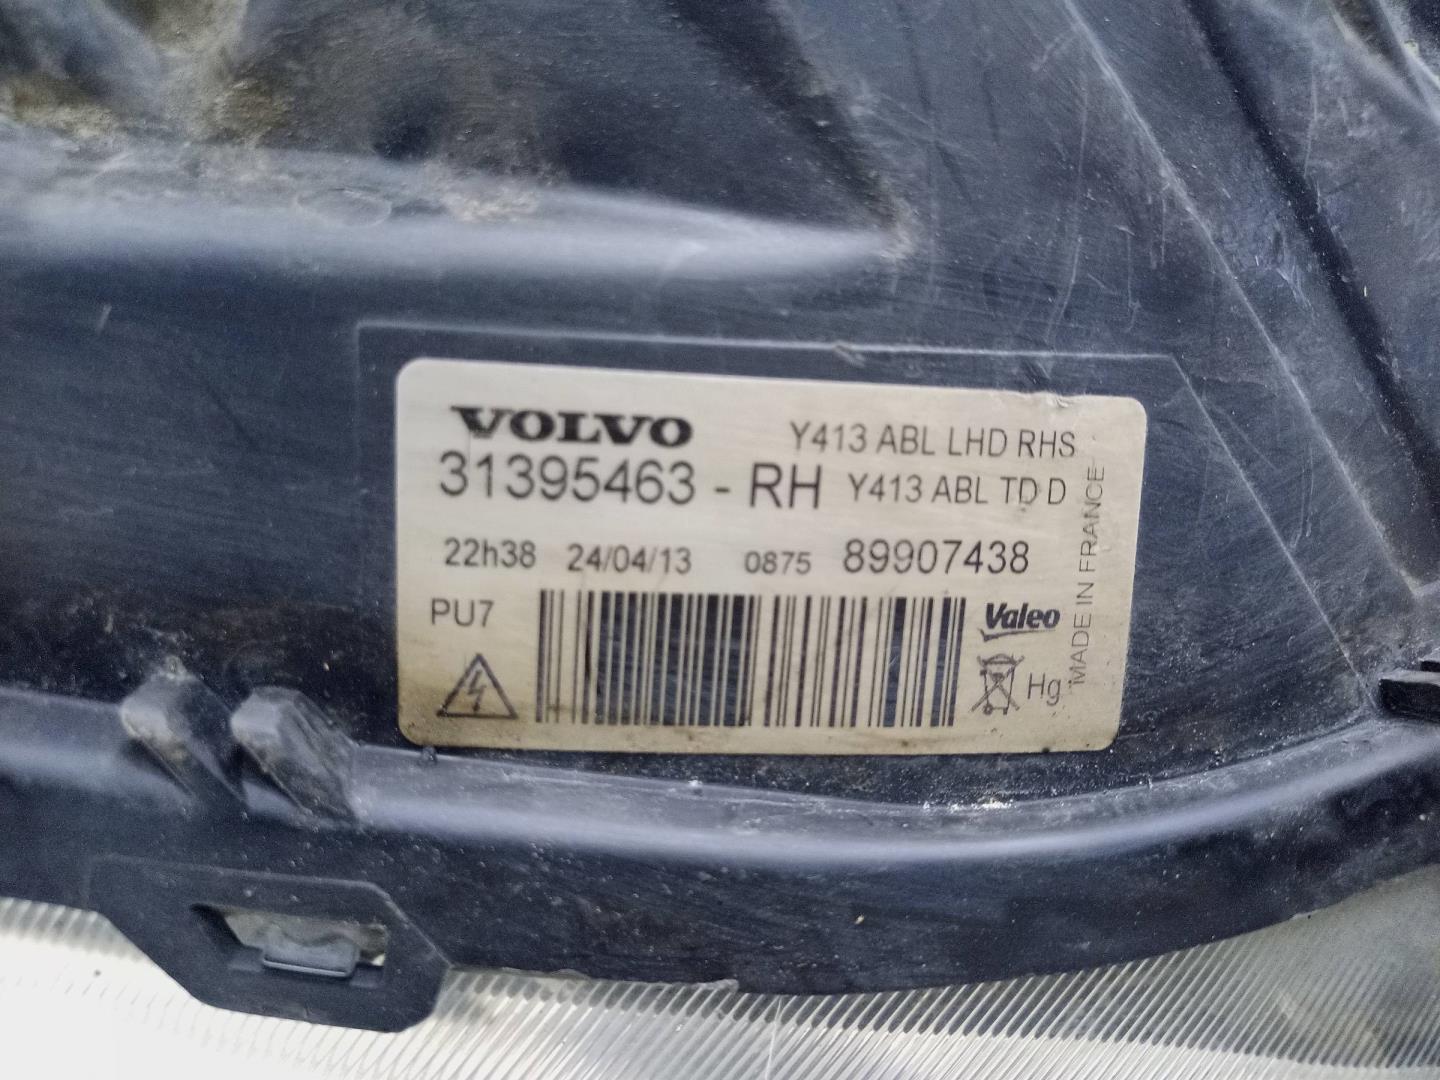 VOLVO
Y413 ABL LHD RHS
31395463 - RH
Y413 ABL TD D
22h38 24/04/13 0875 89907438
PU7
Valeo
Hg
MADE IN FRANCE